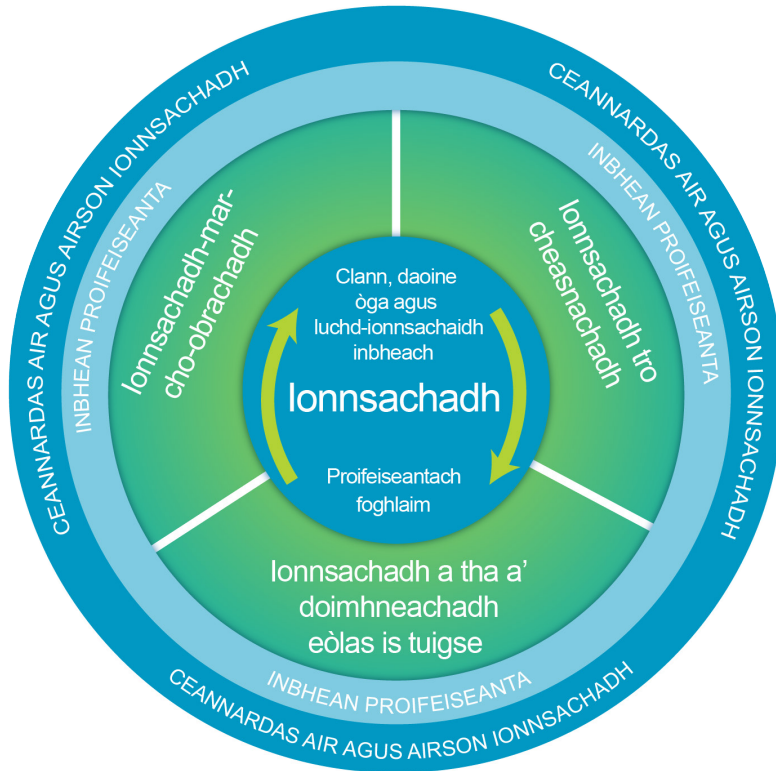 CEANNARDAS AIR AGUS AIRSON IONNSACHADH
CEANNARDAS AIR AGUS AIRSON IONNSACHADH
CEANNARDAS AIR AGUS AIRSON IONNSACHADH
INBHEAN PROIFEISEANTA
INBHEAN PROIFEISEANTA
INBHEAN PROIFEISEANTA
Ionnsachadh-mar-
cho-obrachadh
Ionnsachadh tro
cheasnachadh
Ionnsachadh a tha a’
doimhneachadh
eòlas is tuigse
Clann, daoine
òga agus
luchd-ionnsachaidh
inbheach
Ionnsachadh
Proifeiseantach
foghlaim